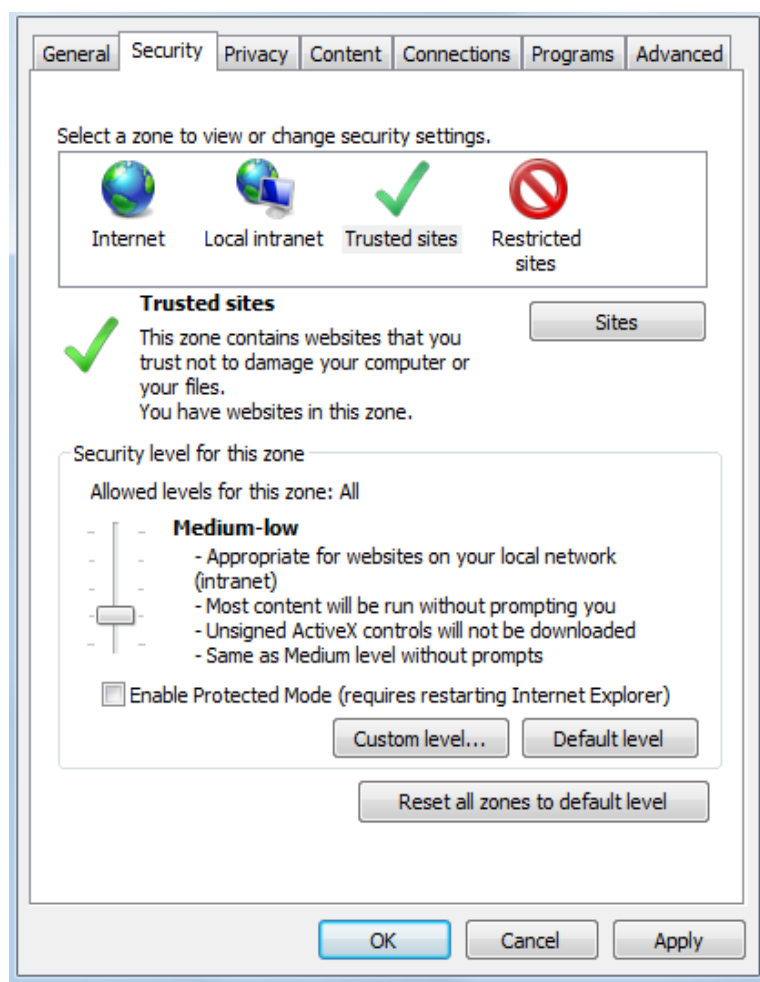 General Security Privacy Content Connections Programs Advanced
Select a zone to view or change security settings.
Internet Local intranet Trusted sites Restricted
sites
Trusted sites
Sites
This zone contains websites that you
trust not to damage your computer or
your files.
You have websites in this zone.
Security level for this zone
Allowed levels for this zone: All
Medium-low
- Appropriate for websites on your local network
(intranet)
- Most content will be run without prompting you
- Unsigned ActiveX controls will not be downloaded
- Same as Medium level without prompts
Enable Protected Mode (requires restarting Internet Explorer)
Custom level... Default level
Reset all zones to default level
OK Cancel Apply